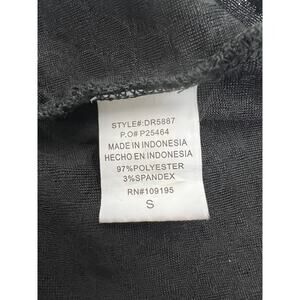 STYLE#:DR5887
P.O# P25464
MADE IN INDONESIA
HECHO EN INDONESIA
97%POLYESTER
3%SPANDEX
RN#109195
S